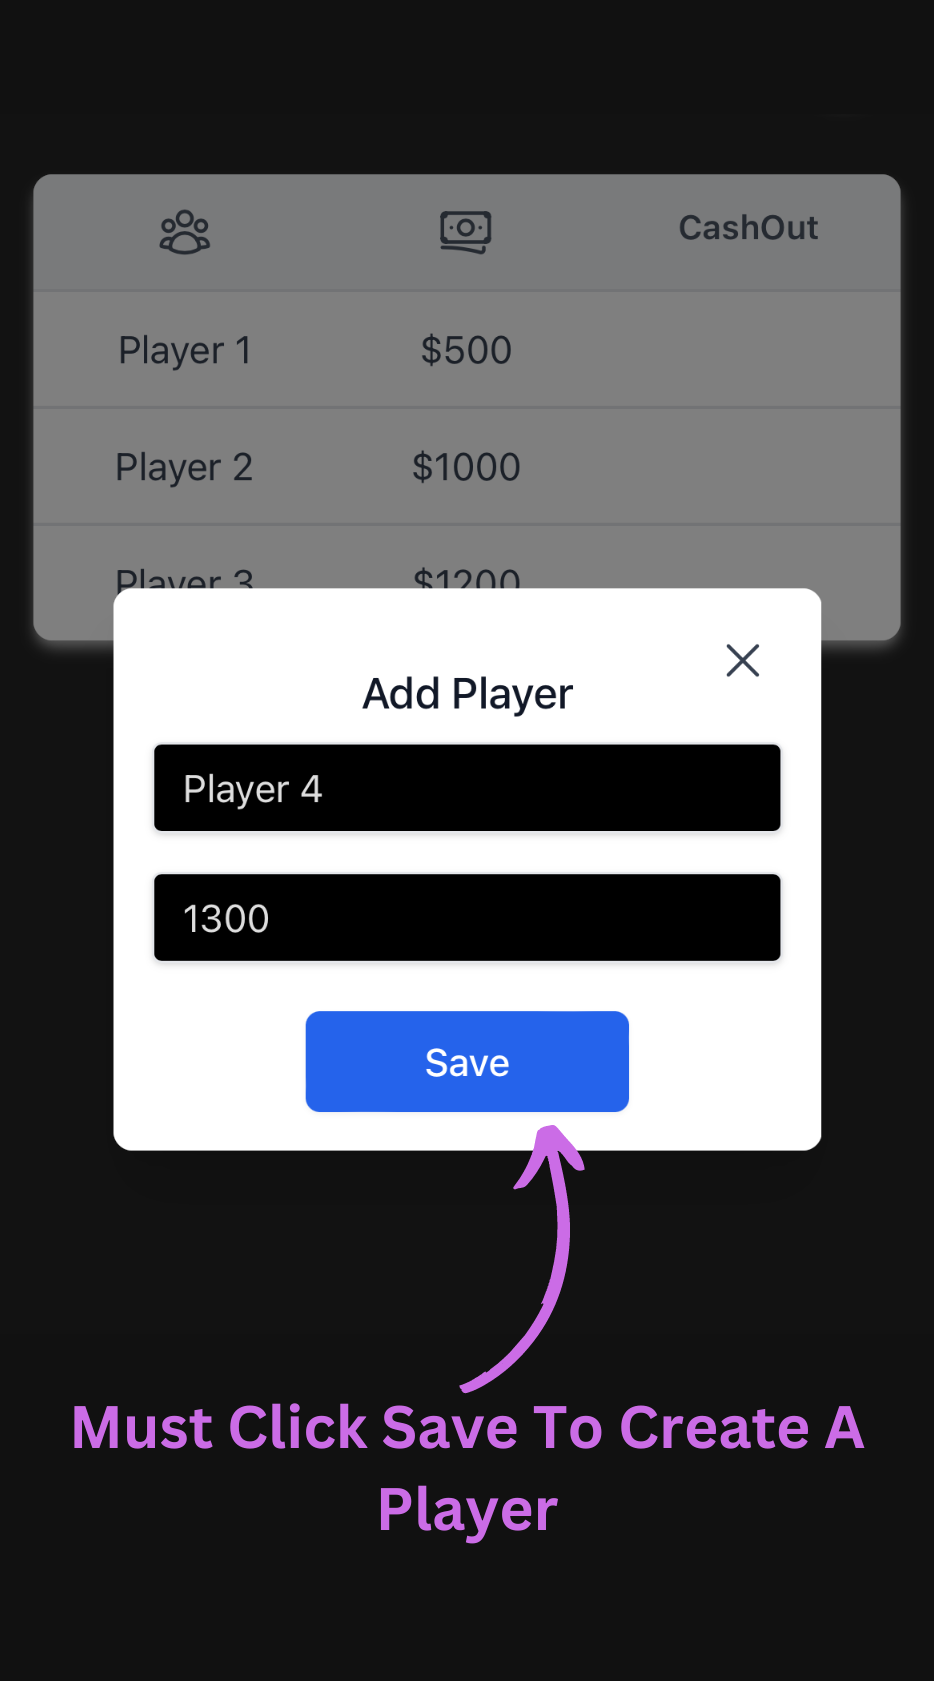 CashOut
Player 1 $500
Player 2 $1000
Player 3 $1200
Add Player
Player 4
1300
Save
Must Click Save To Create A
Player